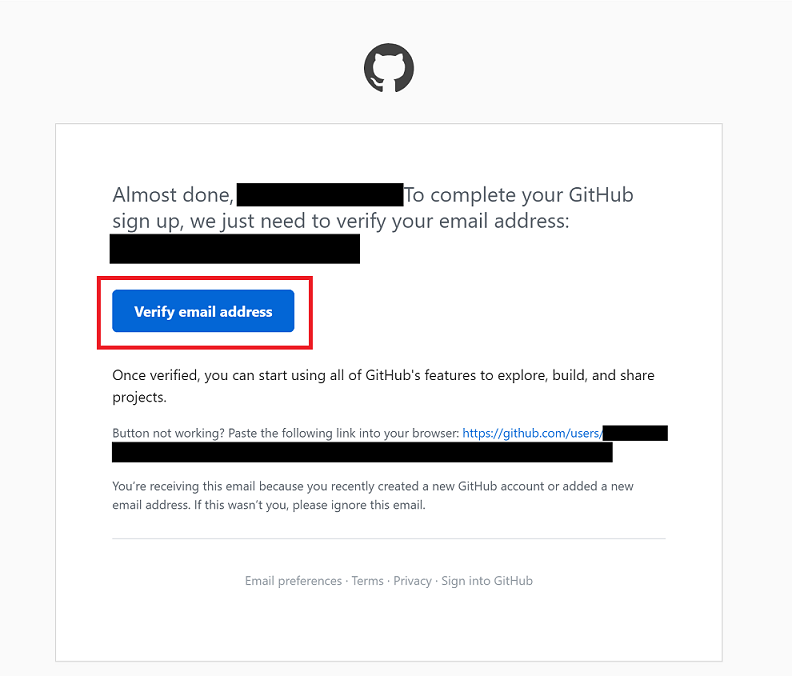 Almost done, To complete your GitHub
sign up, we just need to verify your email address:
Verify email address
Once verified, you can start using all of GitHub's features to explore, build, and share
projects.
Button not working? Paste the following link into your browser: https://github.com/users/
You're receiving this email because you recently created a new GitHub account or added a new
email address. If this wasn't you, please ignore this email.
Email preferences · Terms · Privacy · Sign into GitHub